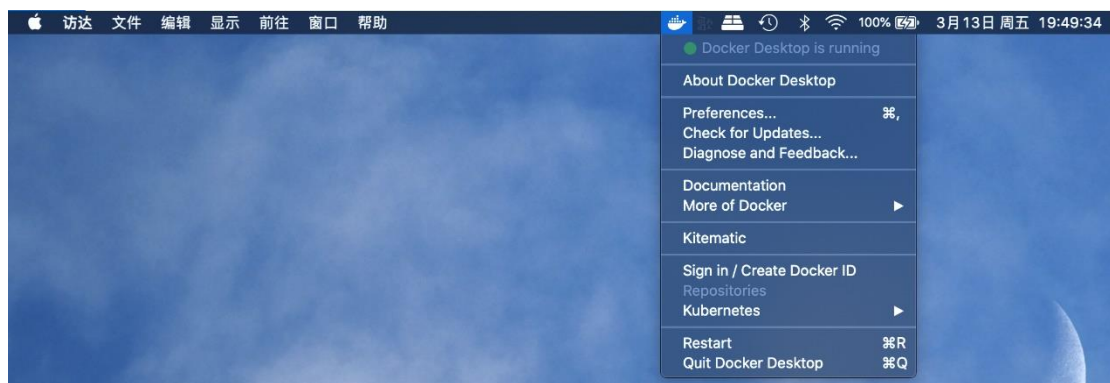 访达 文件 编辑 显示 前往 窗口 帮助 100% 3月13日 周五 19:49:34
Docker Desktop is running
About Docker Desktop
Preferences... ⌘,
Check for Updates...
Diagnose and Feedback...
Documentation
More of Docker
Kitematic
Sign in / Create Docker ID
Repositories
Kubernetes
Restart ⌘R
Quit Docker Desktop ⌘Q